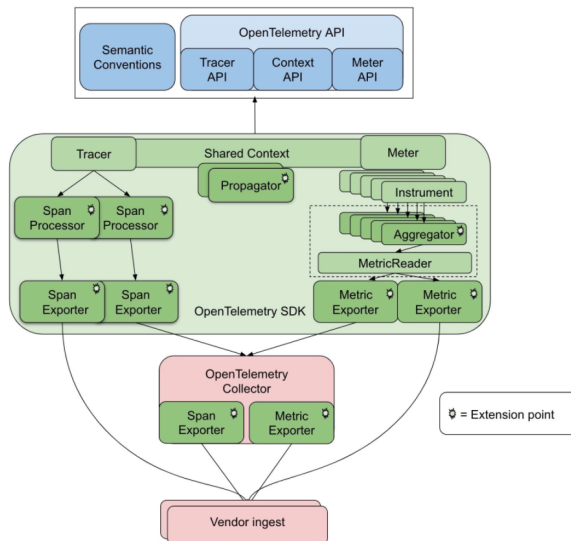 OpenTelemetry API
Semantic
Conventions
Tracer
API
Context
API
Meter
API
Tracer
Shared Context
Meter
Propagator
Instrument
Span
Processor
Span
Processor
Aggregator
MetricReader
Span
Exporter
Span
Exporter
OpenTelemetry SDK
Metric
Exporter
Metric
Exporter
OpenTelemetry
Collector
Span
Exporter
Metric
Exporter
= Extension point
Vendor ingest